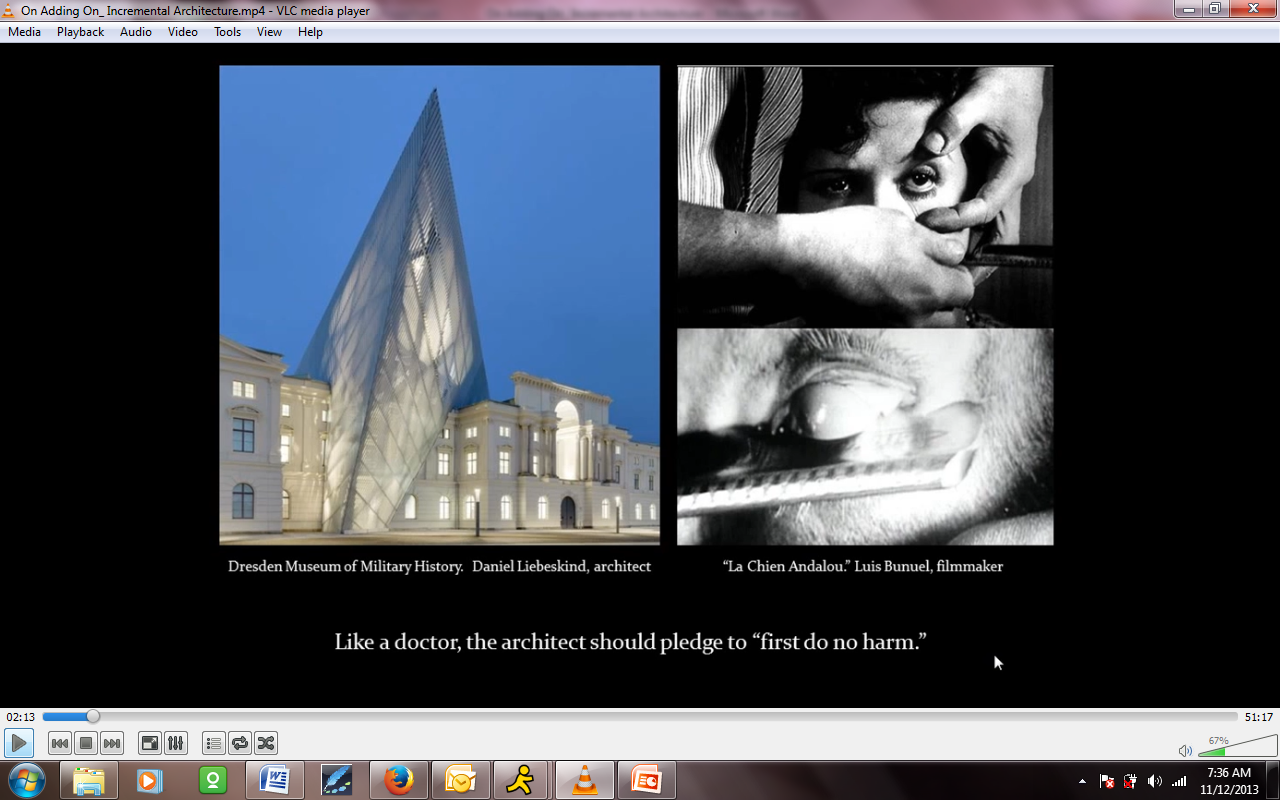 On Adding On_ Incremental Architecture.mp4 - VLC media player
Media Playback Audio Video Tools View Help
Dresden Museum of Military History. Daniel Liebeskind, architect
“La Chien Andalou.” Luis Bunuel, filmmaker
Like a doctor, the architect should pledge to “first do no harm.”
02:13
51:17
67%
7:36 AM
11/12/2013